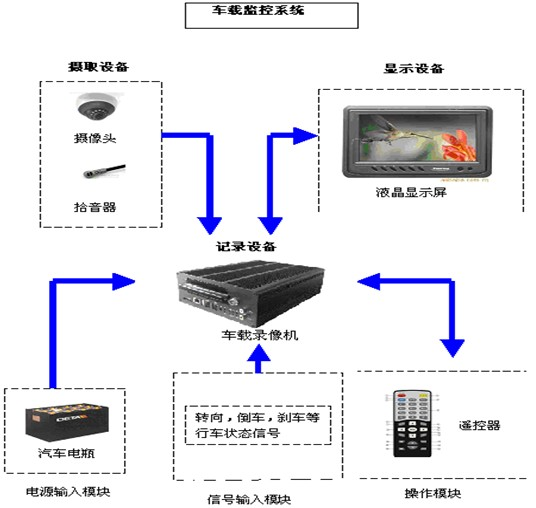 车载监控系统
摄取设备
显示设备
摄像头
拾音器
液晶显示屏
记录设备
车载录像机
转向，倒车，刹车等
行车状态信号
遥控器
汽车电瓶
电源输入模块
信号输入模块
操作模块